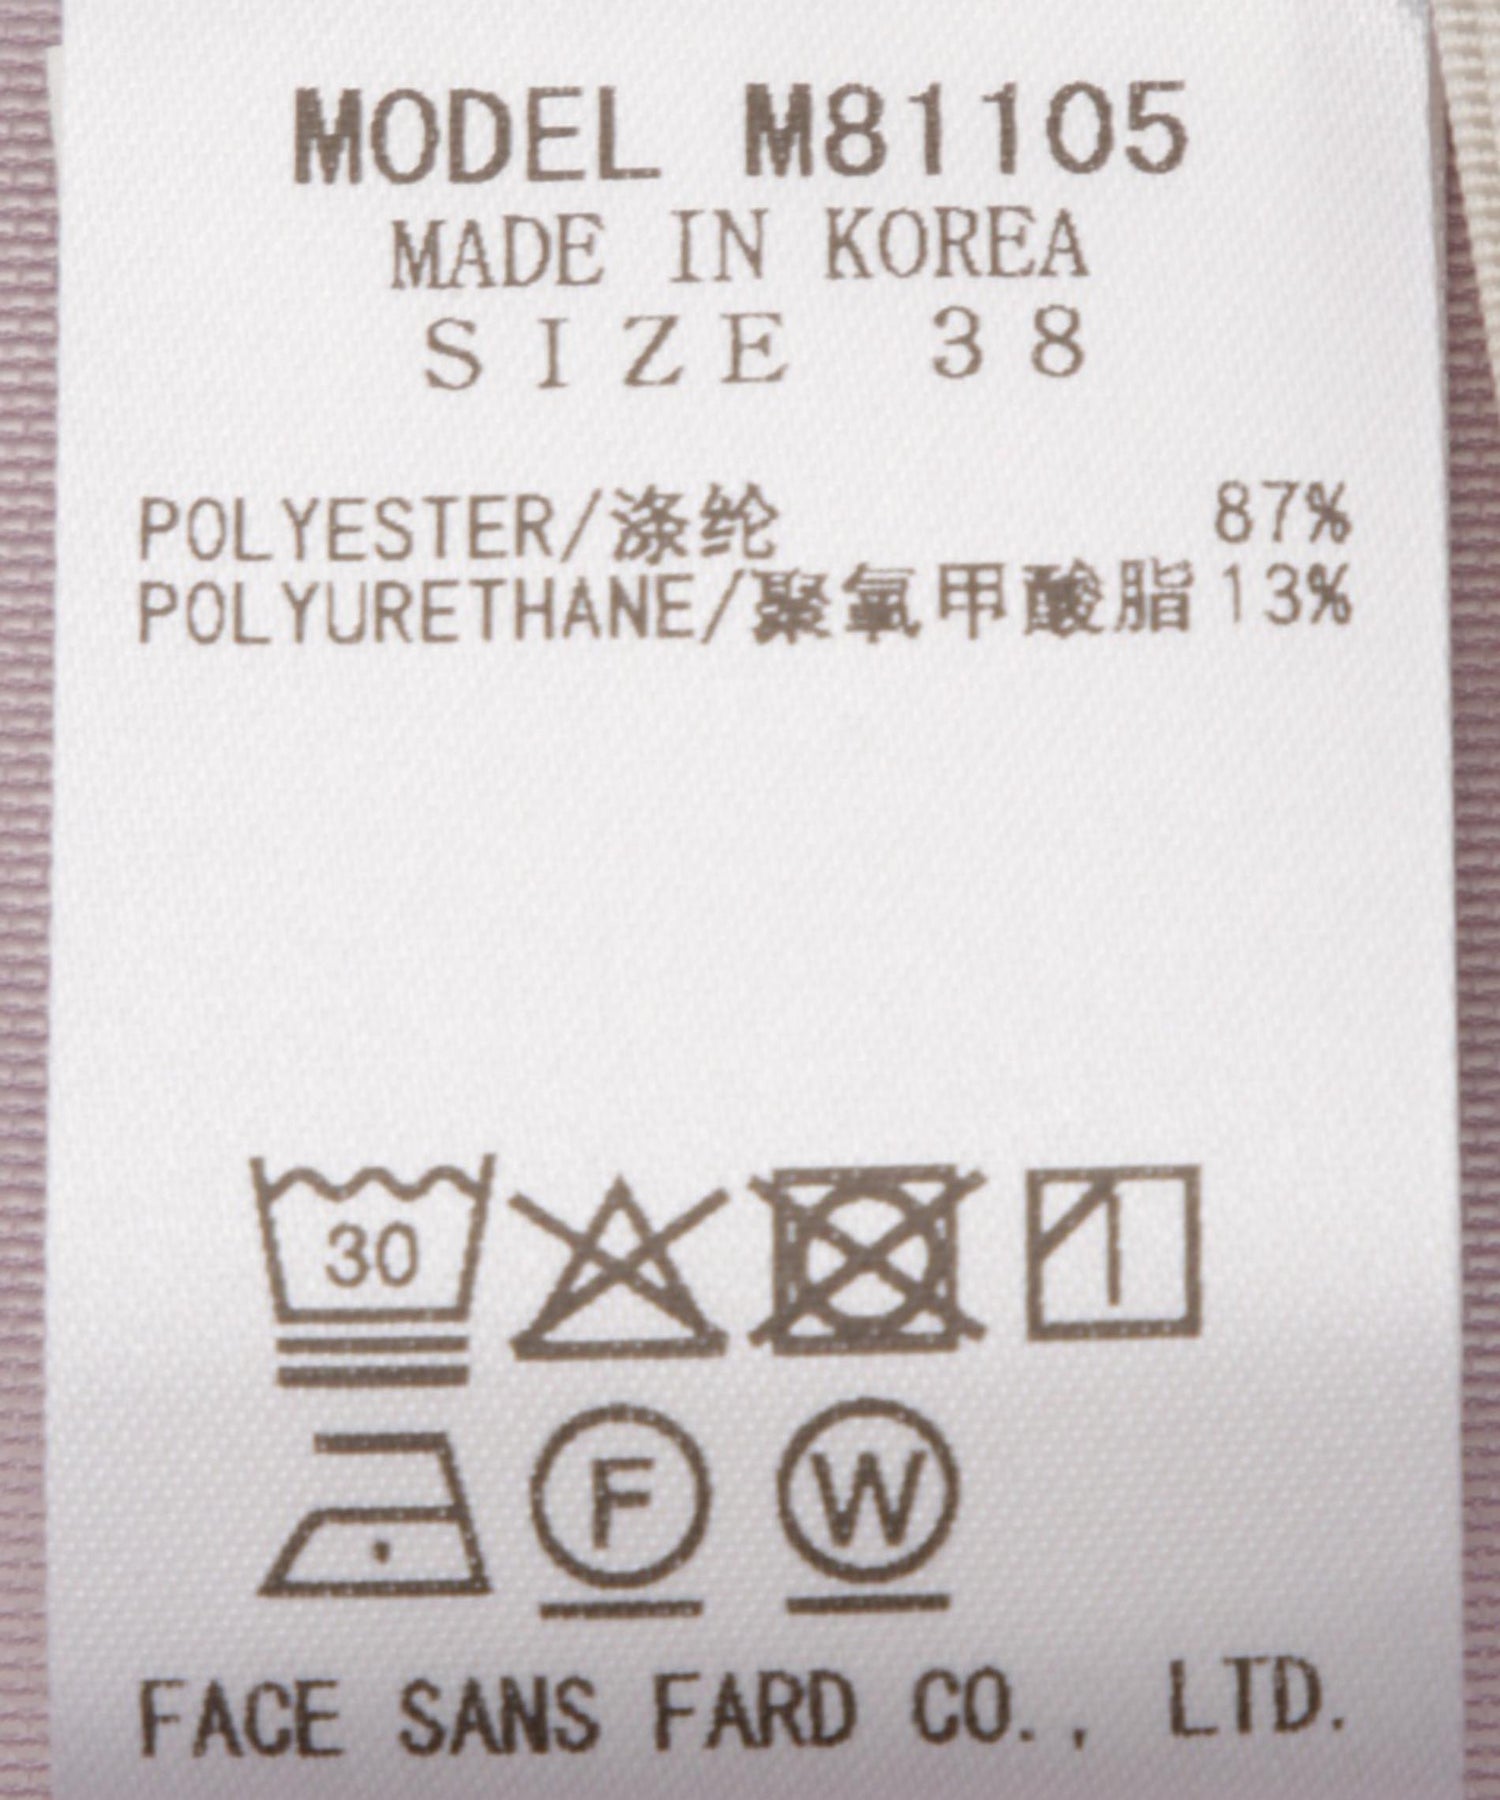 MODEL M81105
MADE IN KOREA
SIZE 38
POLYESTER/涤纶 87%
POLYURETHANE/聚氧甲酸脂 13%
30
F W
FACE SANS FARD CO., LTD.